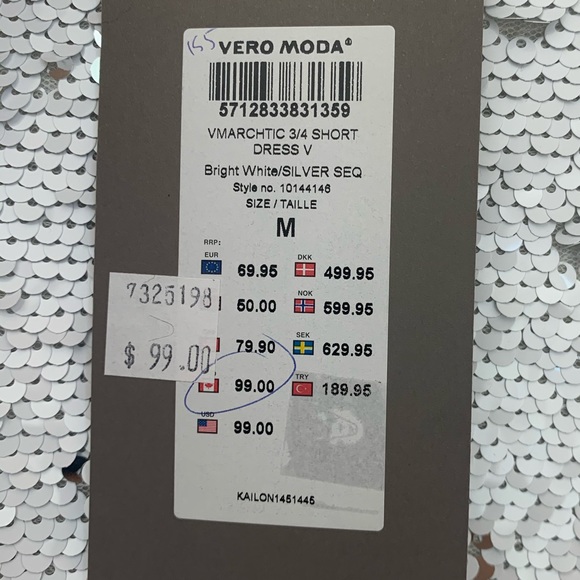 165
VERO MODA®
5712833831359
VMARCHTIC 3/4 SHORT
DRESS V
Bright White/SILVER SEQ
Style no. 10144146
SIZE / TAILLE
M
RRP:
EUR 69.95
DKK 499.95
50.00
NOK 599.95
79.90
SEK 629.95
99.00
TRY 189.95
USD 99.00
7325198
$ 99.00
KAILON1451445